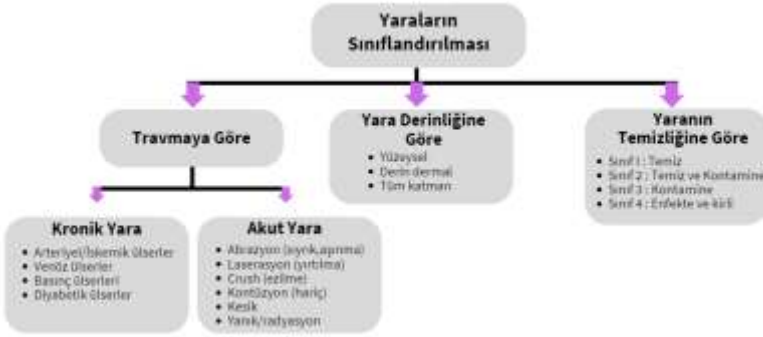 Yaraların
Sınıflandırılması
Travmaya Göre
Yara Derinliğine
Göre
• Yüzeysel
• Derin dermal
• Tüm katman
Yaranın
Temizliğine Göre
• Sınıf 1 : Temiz
• Sınıf 2 : Temiz ve Kontamine
• Sınıf 3 : Kontamine
• Sınıf 4 : Enfekte ve kirli
Kronik Yara
• Arteriyel/İskemik ülserler
• Venöz ülserler
• Basınç ülserleri
• Diyabetik ülserler
Akut Yara
• Abrazyon (sıyrık,aşınma)
• Laserasyon (yırtılma)
• Crush (ezilme)
• Kontüzyon (hariç)
• Kesik
• Yanık/radyasyon